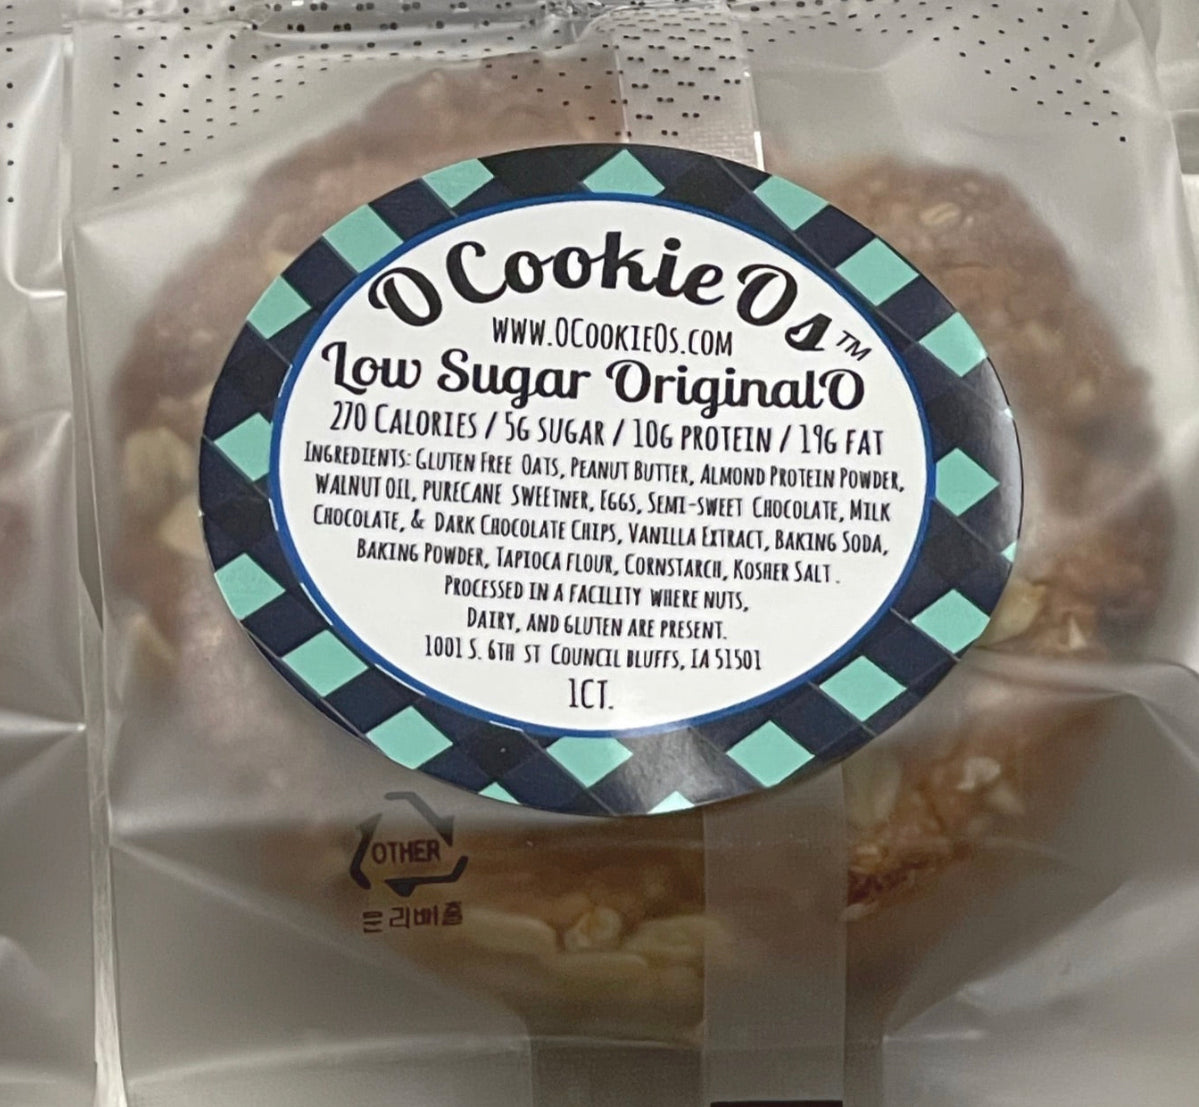 O Cookie Os™
www.OCookieOs.com
Low Sugar OriginalO
270 Calories / 5g sugar / 10g protein / 19g fat
Ingredients: Gluten Free Oats, Peanut Butter, Almond Protein Powder,
walnut oil, purecane sweetner, Eggs, Semi-sweet Chocolate, Milk
Chocolate, & Dark Chocolate Chips, Vanilla Extract, Baking Soda,
Baking Powder, Tapioca flour, Cornstarch, Kosher Salt.
Processed in a facility where nuts,
Dairy, and gluten are present.
1001 S. 6th st Council bluffs, IA 51501
1ct.
OTHER